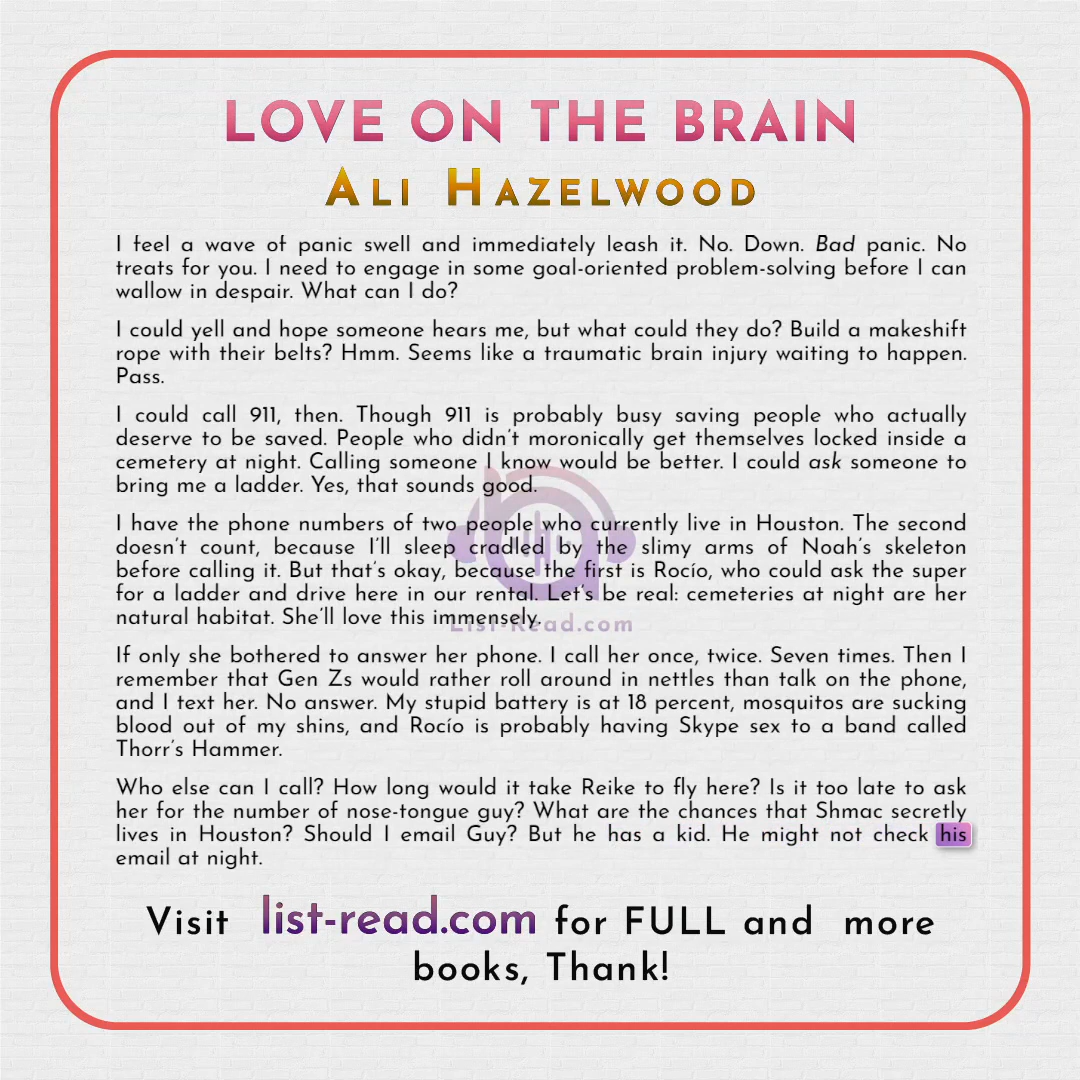 LOVE ON THE BRAIN
ALI HAZELWOOD
I feel a wave of panic swell and immediately leash it. No. Down. Bad panic. No
treats for you. I need to engage in some goal-oriented problem-solving before I can
wallow in despair. What can I do?
I could yell and hope someone hears me, but what could they do? Build a makeshift
rope with their belts? Hmm. Seems like a traumatic brain injury waiting to happen.
Pass.
I could call 911, then. Though 911 is probably busy saving people who actually
deserve to be saved. People who didn't moronically get themselves locked inside a
cemetery at night. Calling someone I know would be better. I could ask someone to
bring me a ladder. Yes, that sounds good.
I have the phone numbers of two people who currently live in Houston. The second
doesn't count, because I'll sleep cradled by the slimy arms of Noah's skeleton
before calling it. But that's okay, because the first is Rocío, who could ask the super
for a ladder and drive here in our rental. Let's be real: cemeteries at night are her
natural habitat. She'll love this immensely.
List-Read.com
If only she bothered to answer her phone. I call her once, twice. Seven times. Then I
remember that Gen Zs would rather roll around in nettles than talk on the phone,
and I text her. No answer. My stupid battery is at 18 percent, mosquitos are sucking
blood out of my shins, and Rocío is probably having Skype sex to a band called
Thorr's Hammer.
Who else can I call? How long would it take Reike to fly here? Is it too late to ask
her for the number of nose-tongue guy? What are the chances that Shmac secretly
lives in Houston? Should I email Guy? But he has a kid. He might not check his
email at night.
Visit list-read.com for FULL and more
books, Thank!